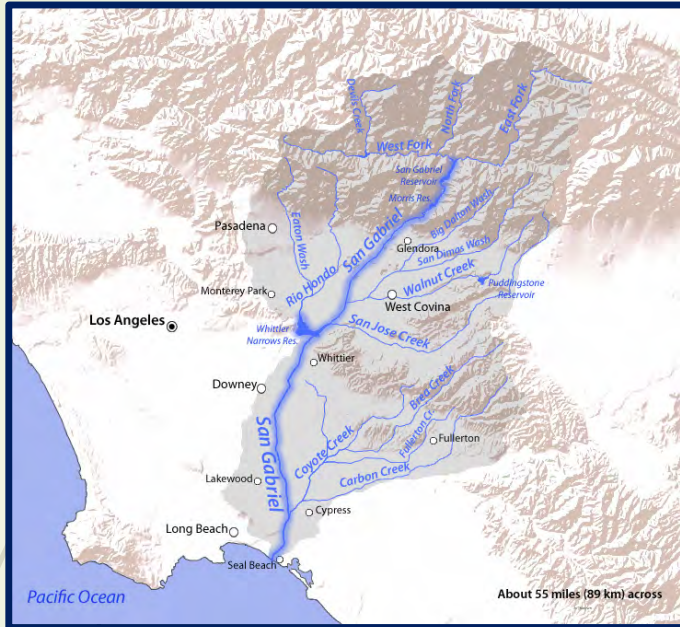 Devils Creek
North Fork
East Fork
West Fork
San Gabriel
Reservoir
Morris Res.
Big Dalton Wash
Pasadena
Eaton Wash
San Gabriel
Glendora
San Dimas Wash
Rio Hondo
Walnut Creek
Puddingstone
Reservoir
Monterey Park
West Covina
Los Angeles
San Jose Creek
Whittier
Narrows Res.
Whittier
Downey
Brea Creek
San Gabriel
Coyote Creek
Fullerton Cr.
Fullerton
Lakewood
Carbon Creek
Cypress
Long Beach
Seal Beach
Pacific Ocean
About 55 miles (89 km) across